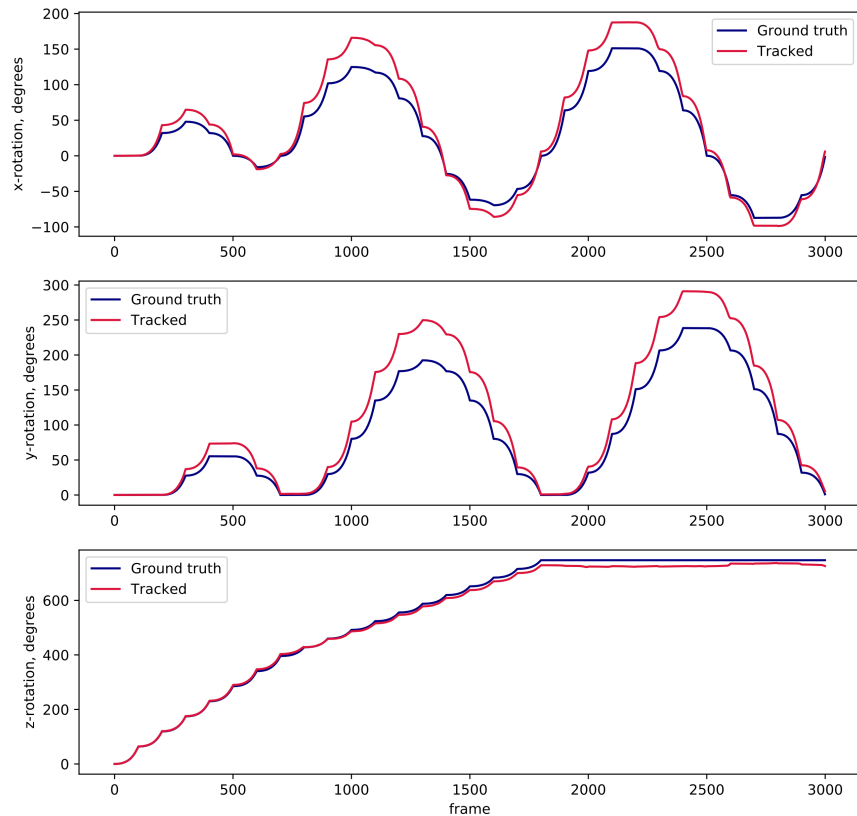 200
150
100
50
0
−50
−100
x-rotation, degrees
Ground truth
Tracked
0 500 1000 1500 2000 2500 3000
300
250
200
150
100
50
0
y-rotation, degrees
Ground truth
Tracked
0 500 1000 1500 2000 2500 3000
600
400
200
0
z-rotation, degrees
Ground truth
Tracked
0 500 1000 1500 2000 2500 3000
frame